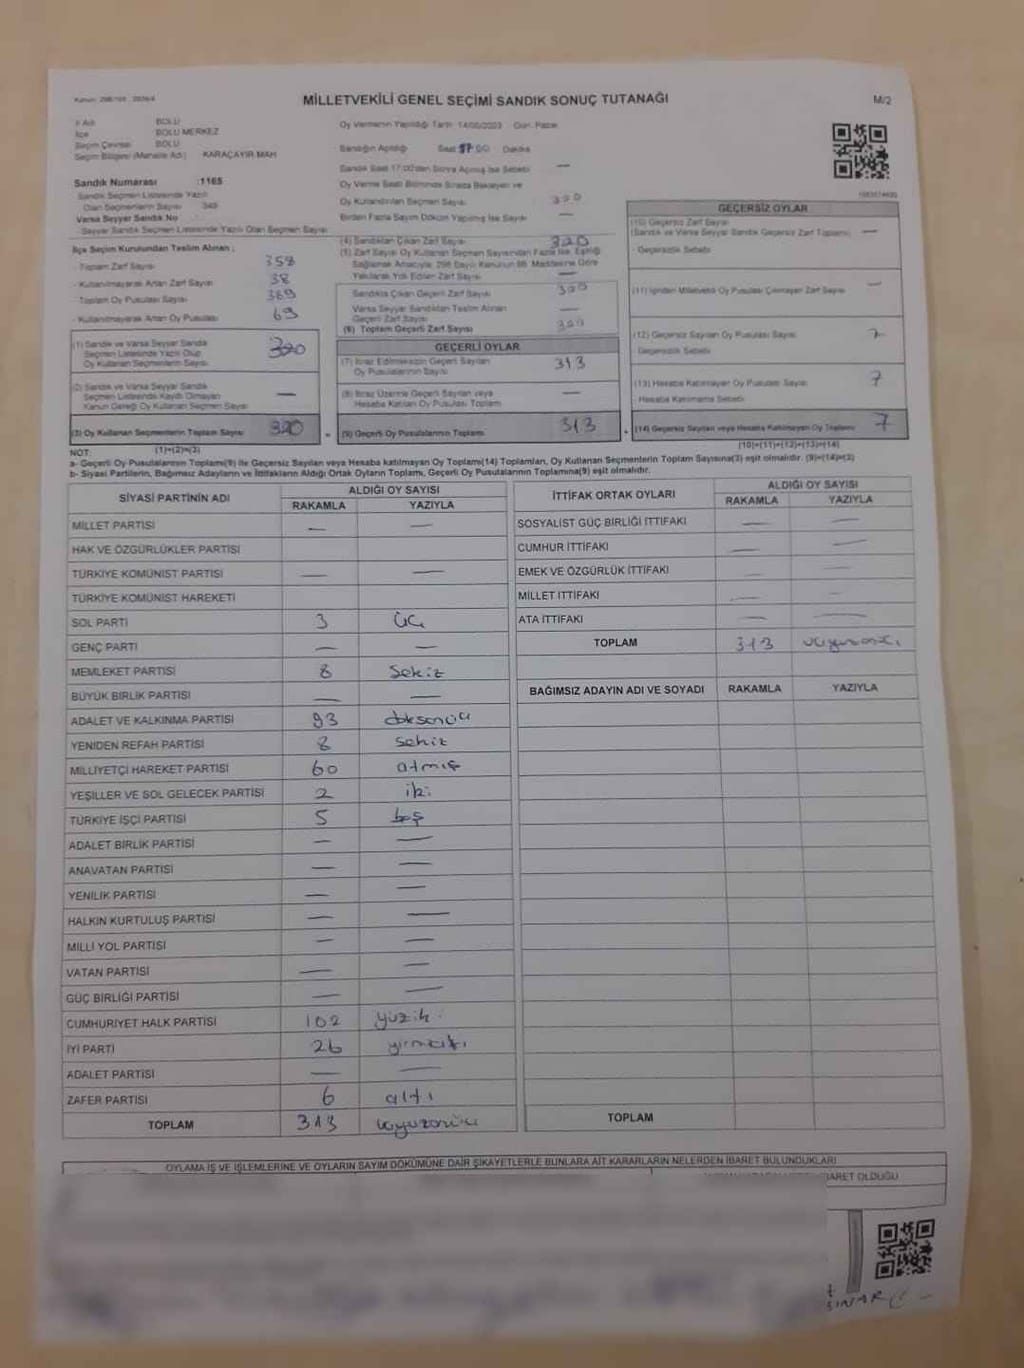 MİLLETVEKİLİ GENEL SEÇİMİ SANDIK SONUÇ TUTANAĞI
M/2
İl Adı BOLU
İlçe BOLU MERKEZ
Seçim Çevresi BOLU
Seçim Bölgesi (Mahalle Adı) KARAÇAYIR MAH
Sandık Numarası :1165
Sandık Seçmen Listesinde Yazılı
Olan Seçmenlerin Sayısı 349
Varsa Seyyar Sandık No
Seyyar Sandık Seçmen Listesinde Yazılı Olan Seçmen Sayısı
Oy Vermenin Yapıldığı Tarih 14/05/2023 Gün Pazar
Sandığın Açıldığı Saat 17 00 Dakika
Sandık Saat 17:00'den Sonra Açılmış İse Sebebi —
Oy Verme Saati Bitiminde Sırada Bekleyen ve
Oy Kullandırılan Seçmen Sayısı
Birden Fazla Sayım Döküm Yapılmış İse Sayısı —
İlçe Seçim Kurulundan Teslim Alınan ;
- Toplam Zarf Sayısı 358
- Kullanılmayarak Artan Zarf Sayısı 38
- Toplam Oy Pusulası Sayısı 389
- Kullanılmayarak Artan Oy Pusulası 69
(1) Sandık ve Varsa Seyyar Sandık
Seçmen Listesinde Yazılı Olup
Oy Kullanan Seçmenlerin Sayısı 320
(2) Sandık ve Varsa Seyyar Sandık
Seçmen Listesinde Kayıtlı Olmayan
Kanun Gereği Oy Kullanan Seçmen Sayısı —
(3) Oy Kullanan Seçmenlerin Toplam Sayısı 320
(1)+(2)=(3)
(4) Sandıktan Çıkan Zarf Sayısı 320
(5) Zarf Sayısı Oy Kullanan Seçmen Sayısından Fazla İse, Eşitliği
Sağlamak Amacıyla, 298 Sayılı Kanunun 98. Maddesine Göre
Yakılarak Yok Edilen Zarf Sayısı —
Sandıkta Çıkan Geçerli Zarf Sayısı
Varsa Seyyar Sandıktan Teslim Alınan
Geçerli Zarf Sayısı —
(6) Toplam Geçerli Zarf Sayısı
GEÇERLİ OYLAR
(7) İtiraz Edilmeksizin Geçerli Sayılan
Oy Pusulalarının Sayısı 313
(8) İtiraz Üzerine Geçerli Sayılan veya
Hesaba Katılan Oy Pusulası Toplamı —
(9) Geçerli Oy Pusulalarının Toplamı 313
GEÇERSİZ OYLAR
(10) Geçersiz Zarf Sayısı
(Sandık ve Varsa Seyyar Sandık Geçersiz Zarf Toplamı) —
- Geçersizlik Sebebi
(11) İçinden Milletvekili Oy Pusulası Çıkmayan Zarf Sayısı —
(12) Geçersiz Sayılan Oy Pusulası Sayısı 7
- Geçersizlik Sebebi
(13) Hesaba Katılmayan Oy Pusulası Sayısı 7
- Hesaba Katılmama Sebebi
(14) Geçersiz Sayılan veya Hesaba Katılmayan Oy Toplamı 7
(10)+(11)+(12)+(13)=(14)
NOT:
a- Geçerli Oy Pusulalarının Toplamı(9) ile Geçersiz Sayılan veya Hesaba katılmayan Oy Toplamı(14) Toplamları, Oy Kullanan Seçmenlerin Toplam Sayısına(3) eşit olmalıdır. (9)+(14)=(3)
b- Siyasi Partilerin, Bağımsız Adayların ve İttifakların Aldığı Ortak Oyların Toplamı, Geçerli Oy Pusulalarının Toplamına(9) eşit olmalıdır.
SİYASİ PARTİNİN ADI ALDIĞI OY SAYISI
RAKAMLA YAZIYLA
MİLLET PARTİSİ — —
HAK VE ÖZGÜRLÜKLER PARTİSİ
TÜRKİYE KOMÜNİST PARTİSİ — —
TÜRKİYE KOMÜNİST HAREKETİ
SOL PARTİ 3 üç
GENÇ PARTİ — —
MEMLEKET PARTİSİ 8 Sekiz
BÜYÜK BİRLİK PARTİSİ — —
ADALET VE KALKINMA PARTİSİ 93 doksanüç
YENİDEN REFAH PARTİSİ 8 sekiz
MİLLİYETÇİ HAREKET PARTİSİ 60 atmış
YEŞİLLER VE SOL GELECEK PARTİSİ 2 iki
TÜRKİYE İŞÇİ PARTİSİ 5 beş
ADALET BİRLİK PARTİSİ — —
ANAVATAN PARTİSİ — —
YENİLİK PARTİSİ — —
HALKIN KURTULUŞ PARTİSİ — —
MİLLİ YOL PARTİSİ — —
VATAN PARTİSİ — —
GÜÇ BİRLİĞİ PARTİSİ — —
CUMHURİYET HALK PARTİSİ 102 yüziki
İYİ PARTİ 26
ADALET PARTİSİ — —
ZAFER PARTİSİ 6 altı
TOPLAM 313 üçyüzonüç
İTTİFAK ORTAK OYLARI ALDIĞI OY SAYISI
RAKAMLA YAZIYLA
SOSYALİST GÜÇ BİRLİĞİ İTTİFAKI — —
CUMHUR İTTİFAKI — —
EMEK VE ÖZGÜRLÜK İTTİFAKI — —
MİLLET İTTİFAKI — —
ATA İTTİFAKI — —
TOPLAM 313 üçyüzonüç
BAĞIMSIZ ADAYIN ADI VE SOYADI RAKAMLA YAZIYLA
TOPLAM
OYLAMA İŞ VE İŞLEMLERİNE VE OYLARIN SAYIM DÖKÜMÜNE DAİR ŞİKAYETLERLE BUNLARA AİT KARARLARIN NELERDEN İBARET BULUNDUKLARI
İBARET OLDUĞU